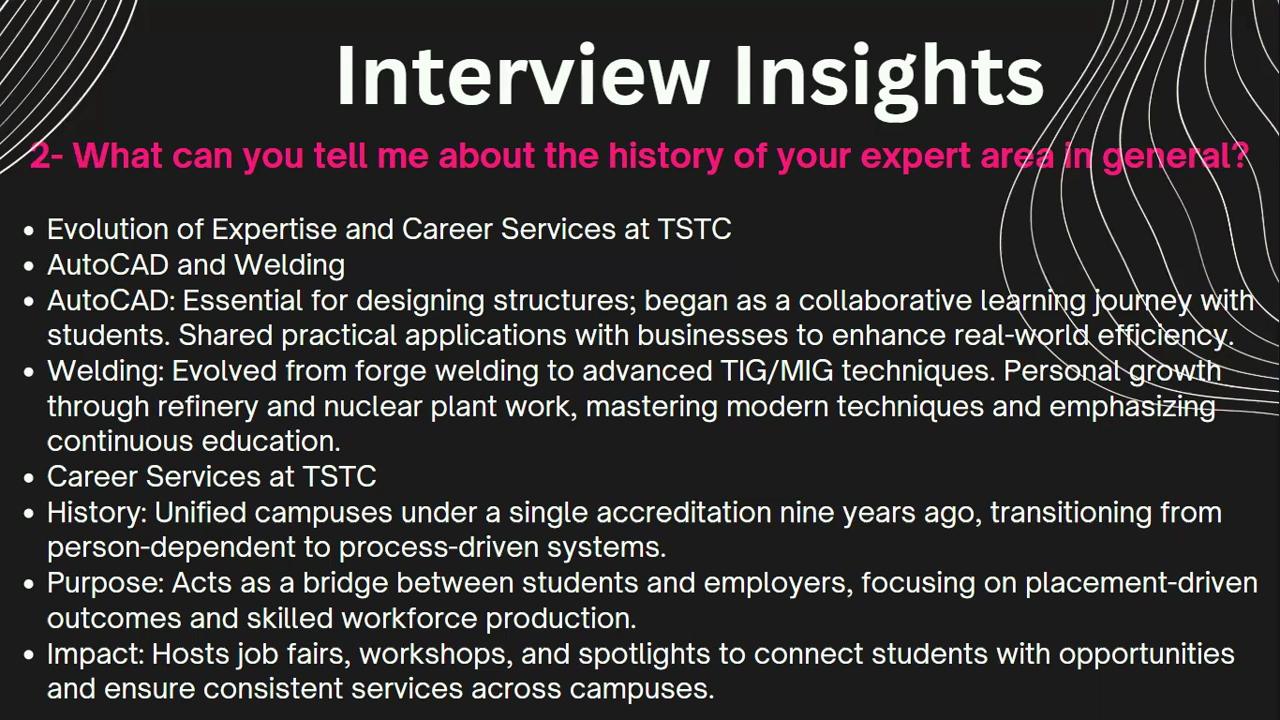 Interview Insights
2- What can you tell me about the history of your expert area in general?
• Evolution of Expertise and Career Services at TSTC
• AutoCAD and Welding
• AutoCAD: Essential for designing structures; began as a collaborative learning journey with
students. Shared practical applications with businesses to enhance real-world efficiency.
• Welding: Evolved from forge welding to advanced TIG/MIG techniques. Personal growth
through refinery and nuclear plant work, mastering modern techniques and emphasizing
continuous education.
• Career Services at TSTC
• History: Unified campuses under a single accreditation nine years ago, transitioning from
person-dependent to process-driven systems.
• Purpose: Acts as a bridge between students and employers, focusing on placement-driven
outcomes and skilled workforce production.
• Impact: Hosts job fairs, workshops, and spotlights to connect students with opportunities
and ensure consistent services across campuses.